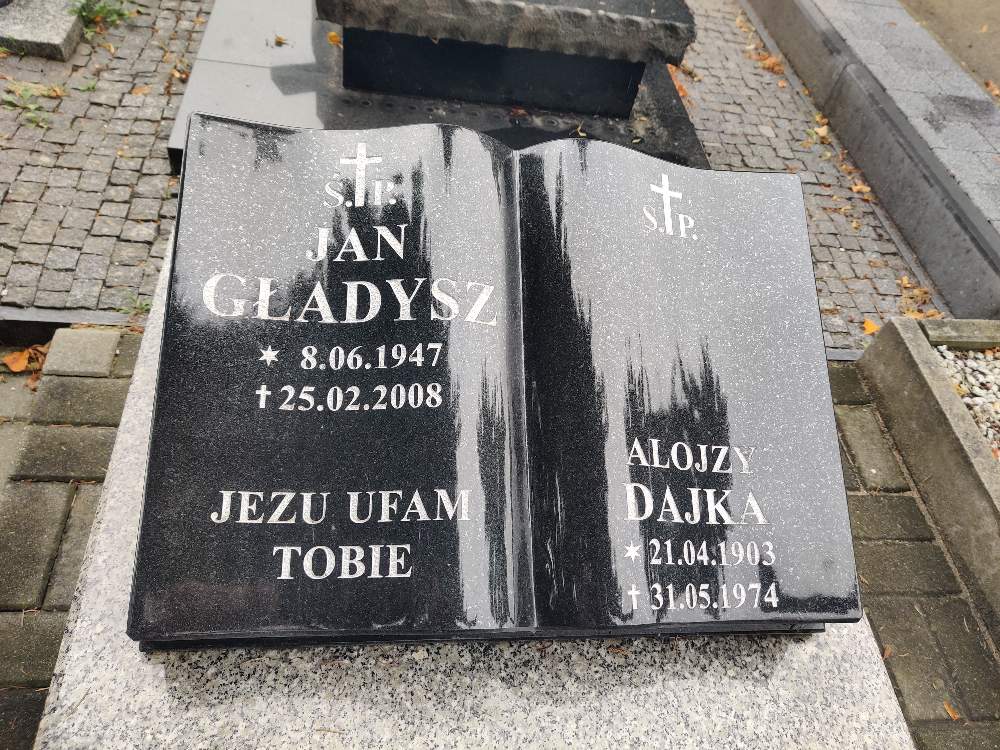 Ś.†P.
JAN
GŁADYSZ
* 8.06.1947
† 25.02.2008
JEZU UFAM
TOBIE
Ś.†P.
ALOJZY
DAJKA
* 21.04.1903
† 31.05.1974